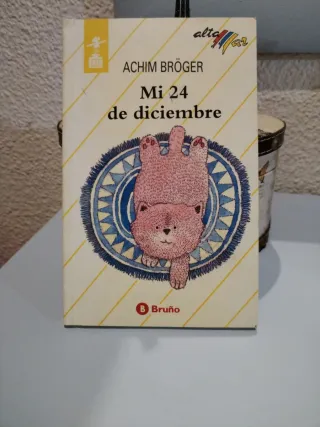 alta
mar
ACHIM BRÖGER
Mi 24
de diciembre
B Bruño